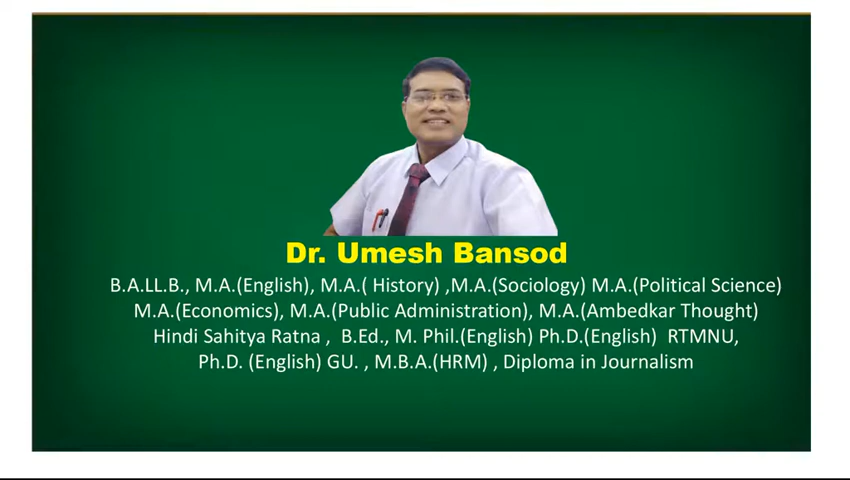 Dr. Umesh Bansod
B.A.LL.B., M.A.(English), M.A.( History) ,M.A.(Sociology) M.A.(Political Science)
M.A.(Economics), M.A.(Public Administration), M.A.(Ambedkar Thought)
Hindi Sahitya Ratna , B.Ed., M. Phil.(English) Ph.D.(English) RTMNU,
Ph.D. (English) GU. , M.B.A.(HRM) , Diploma in Journalism